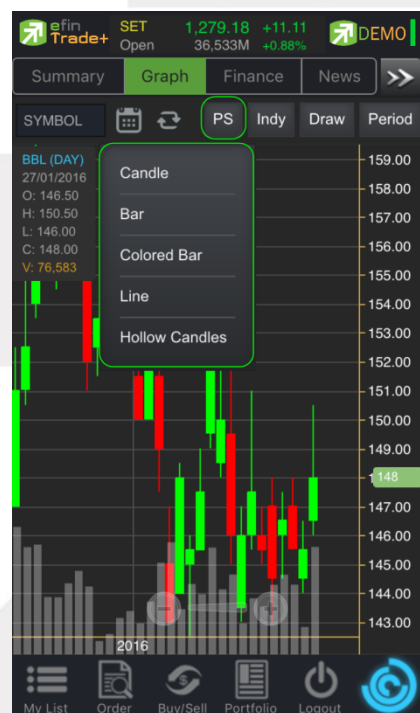 efin
Trade+
SET 1,279.18 +11.11
Open 36,533M +0.88%
DEMO
Summary Graph Finance News >>
SYMBOL PS Indy Draw Period
BBL (DAY)
27/01/2016
O: 146.50
H: 150.50
L: 146.00
C: 148.00
V: 76,583
Candle
Bar
Colored Bar
Line
Hollow Candles
159.00
158.00
157.00
156.00
155.00
154.00
153.00
152.00
151.00
150.00
149.00
148
147.00
146.00
145.00
144.00
143.00
2016
My List Order Buy/Sell Portfolio Logout